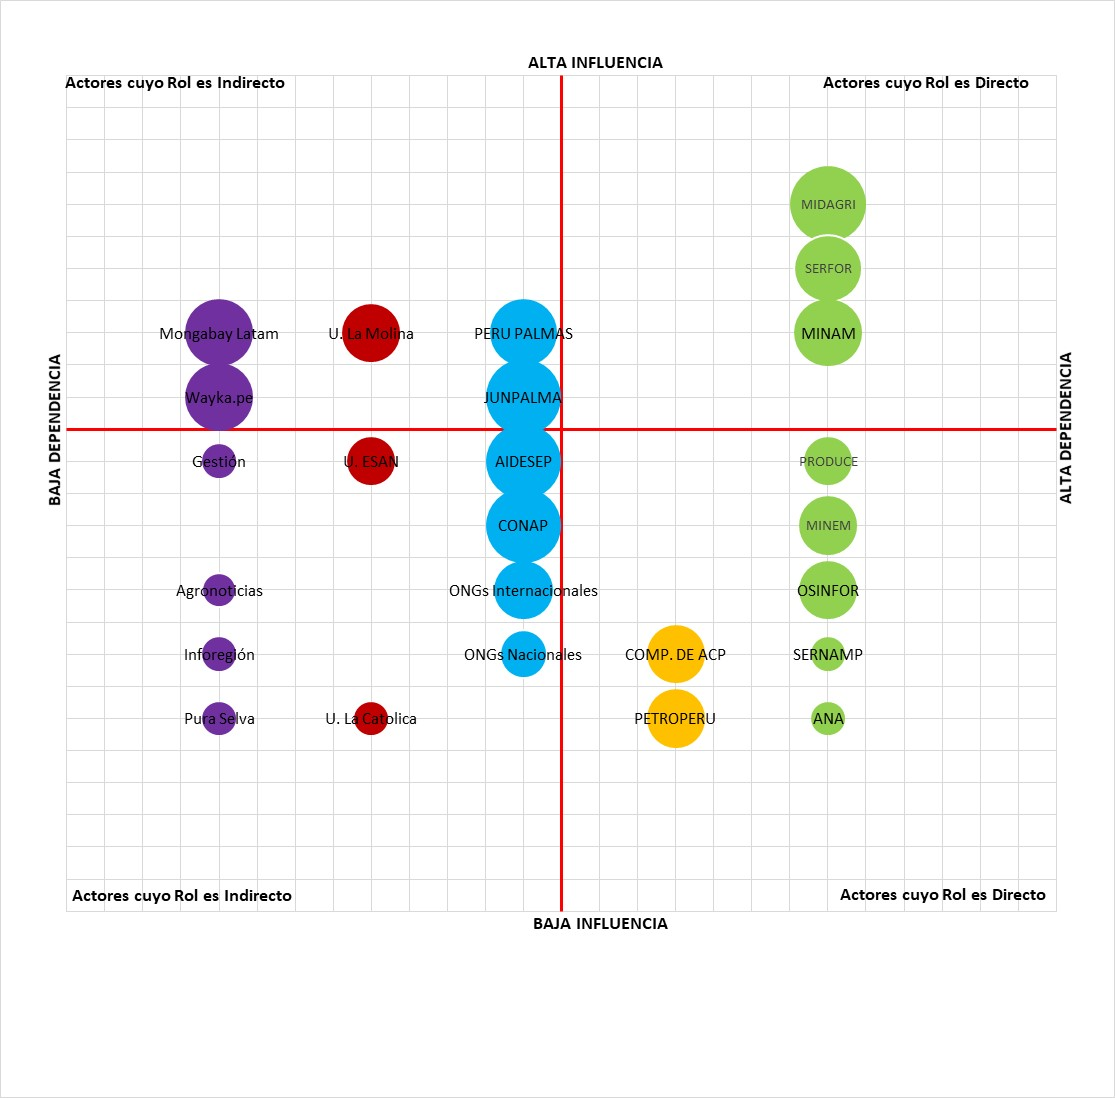 ALTA INFLUENCIA
Actores cuyo Rol es Indirecto
Actores cuyo Rol es Directo
MIDAGRI
SERFOR
Mongabay Latam
U. La Molina
PERU PALMAS
MINAM
Wayka.pe
JUNPALMA
BAJA DEPENDENCIA
ALTA DEPENDENCIA
Gestión
U. ESAN
AIDESEP
PRODUCE
CONAP
MINEM
Agronoticias
ONGs Internacionales
OSINFOR
Inforegión
ONGs Nacionales
COMP. DE ACP
SERNAMP
Pura Selva
U. La Catolica
PETROPERU
ANA
Actores cuyo Rol es Indirecto
Actores cuyo Rol es Directo
BAJA INFLUENCIA